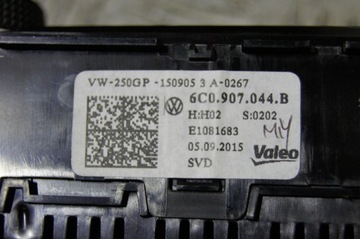 VW-250GP -150905 3 A-0267
6C0.907.044.B
H:H02 S:0202
E1081683
05.09.2015
SVD
Valeo